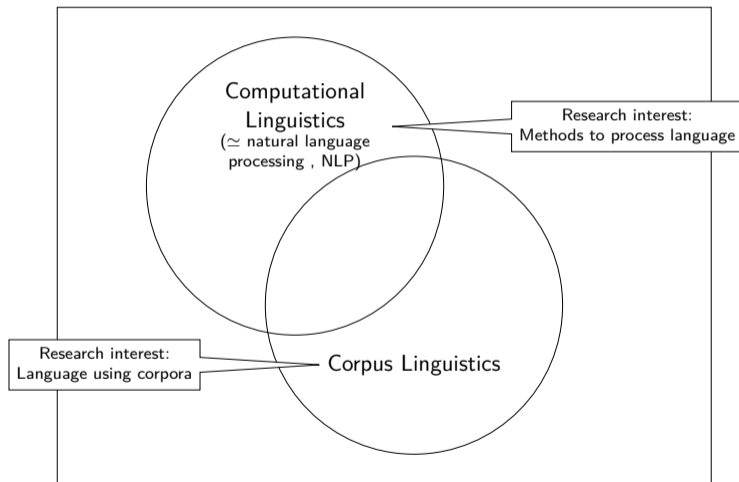 Computational
Linguistics
(≃ natural language
processing , NLP)
Research interest:
Methods to process language
Research interest:
Language using corpora
Corpus Linguistics